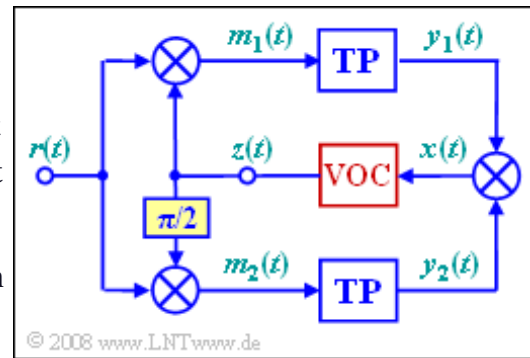 m₁(t) TP y₁(t)
r(t) z(t) VOC x(t)
t
π/2
m₂(t) TP y₂(t)
© 2008 www.LNTwww.de